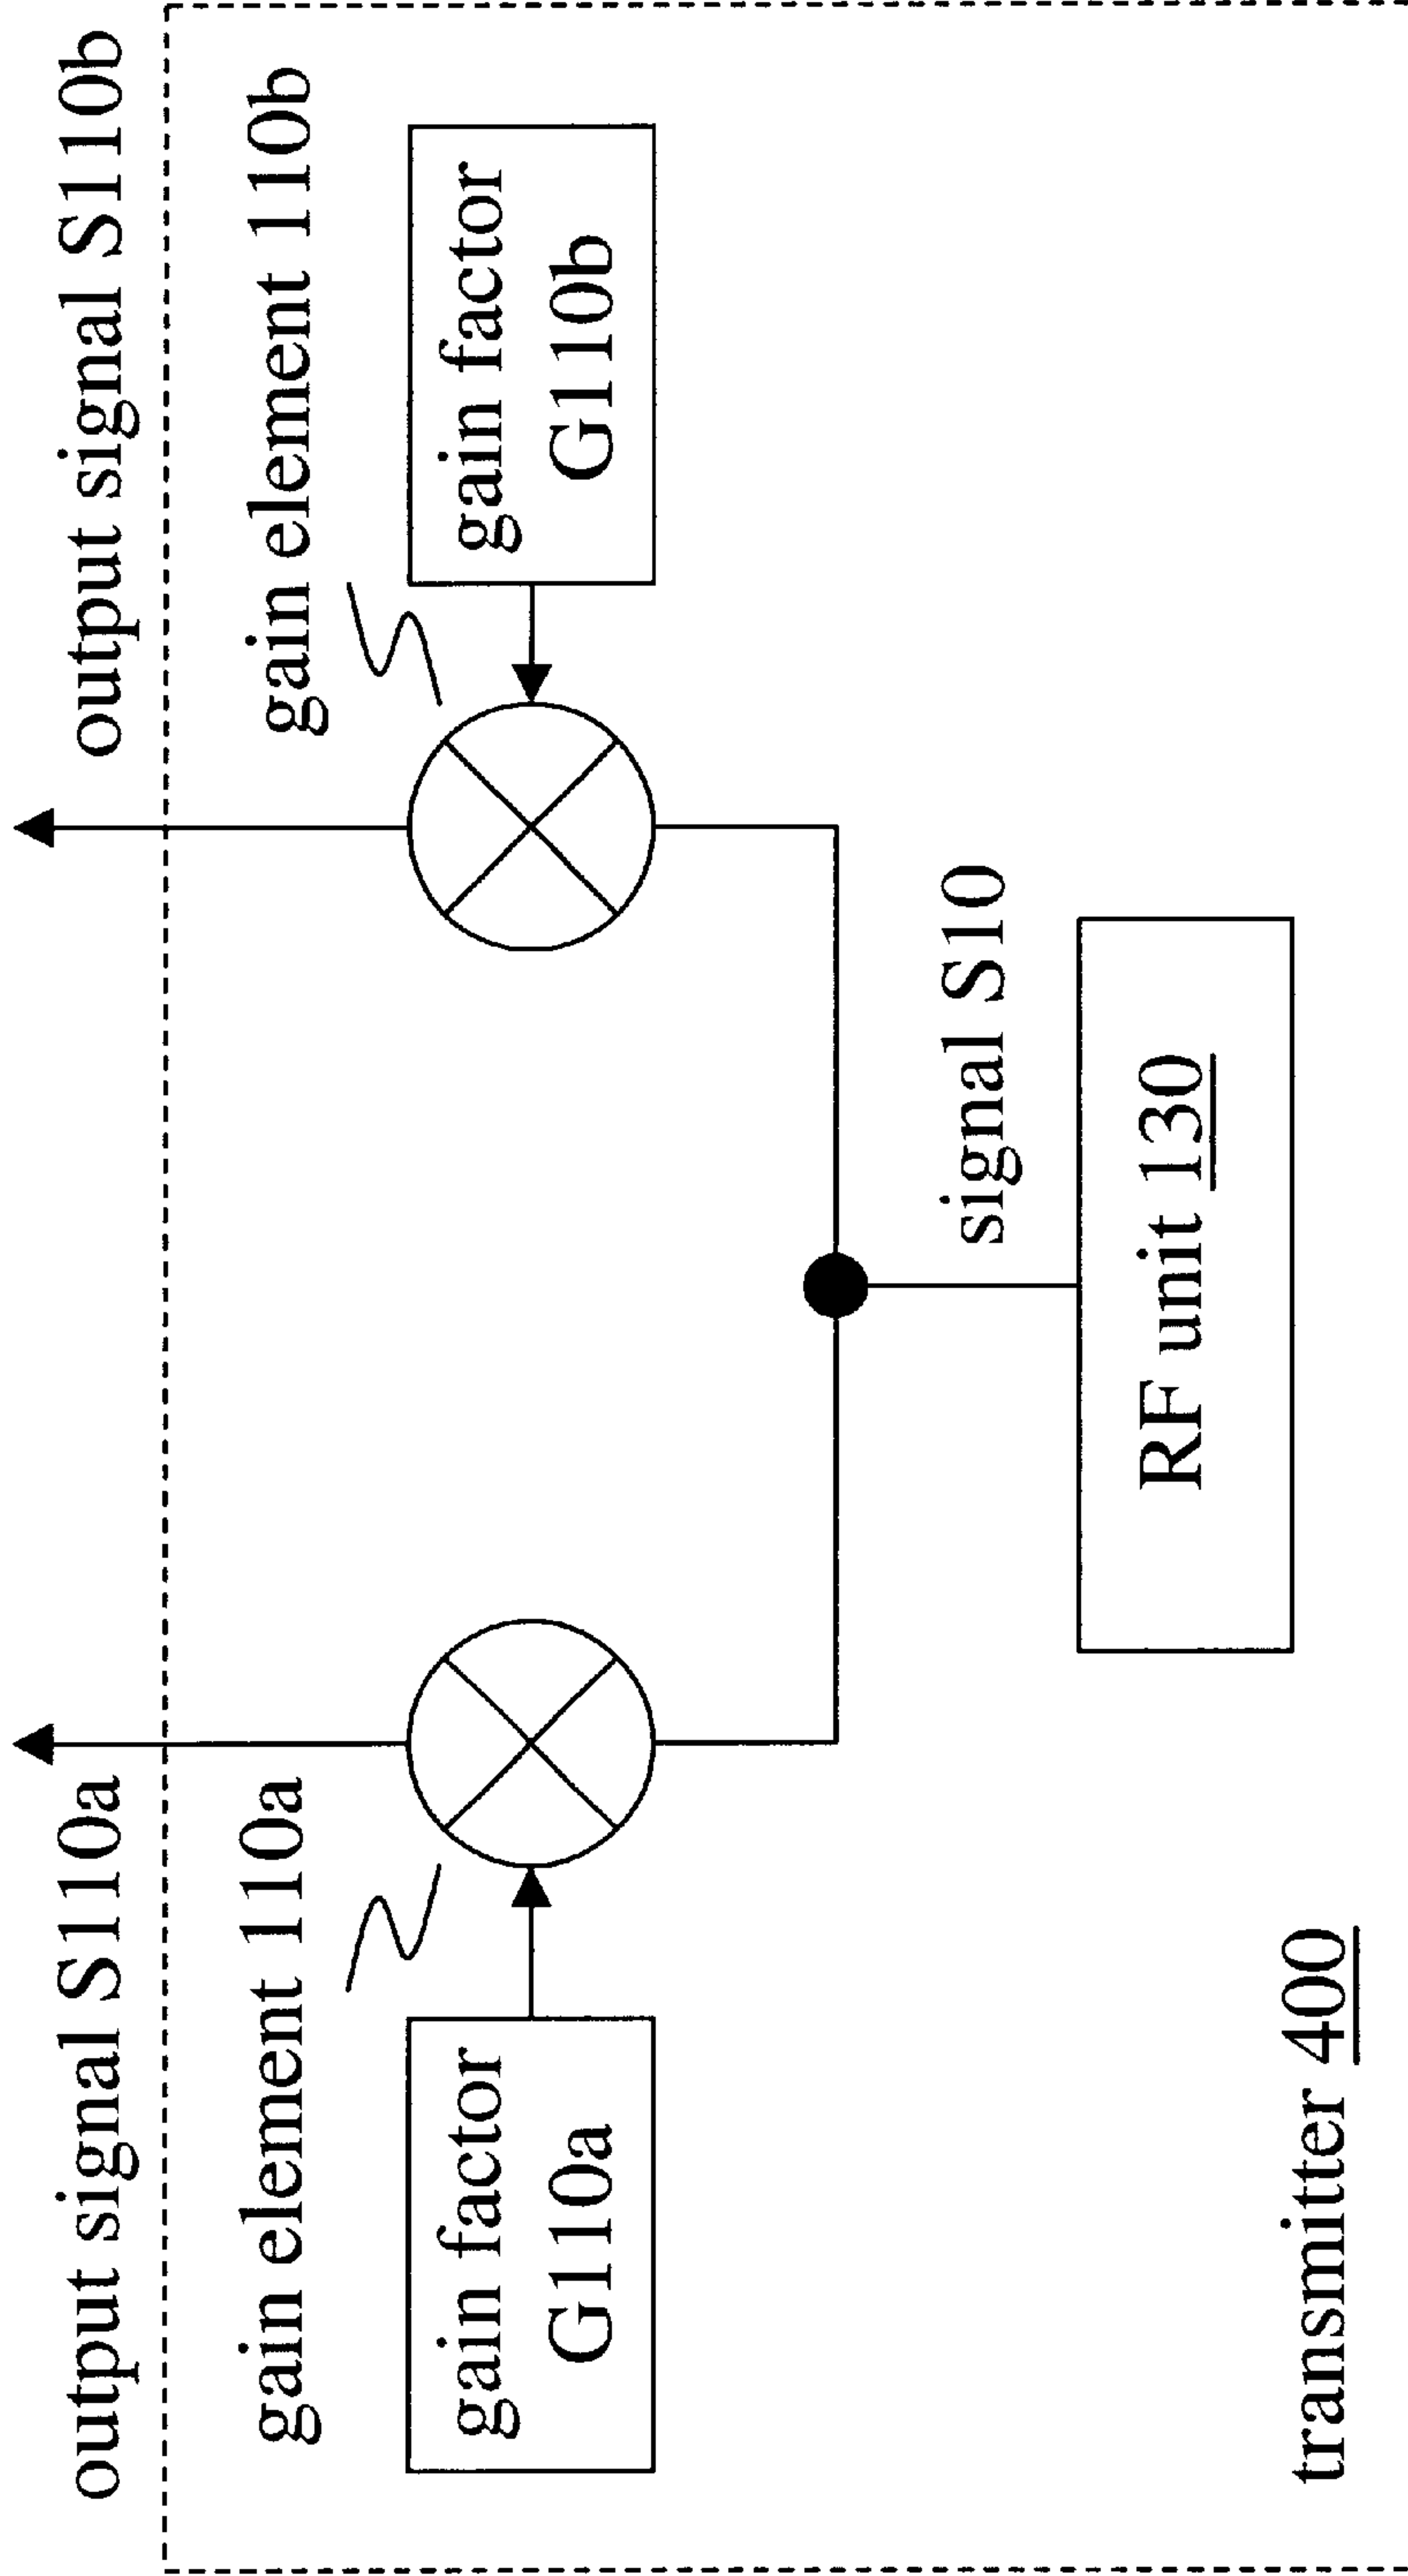 output signal S110a
output signal S110b
gain element 110a
gain element 110b
gain factor
G110a
gain factor
G110b
signal S10
RF unit 130
transmitter 400